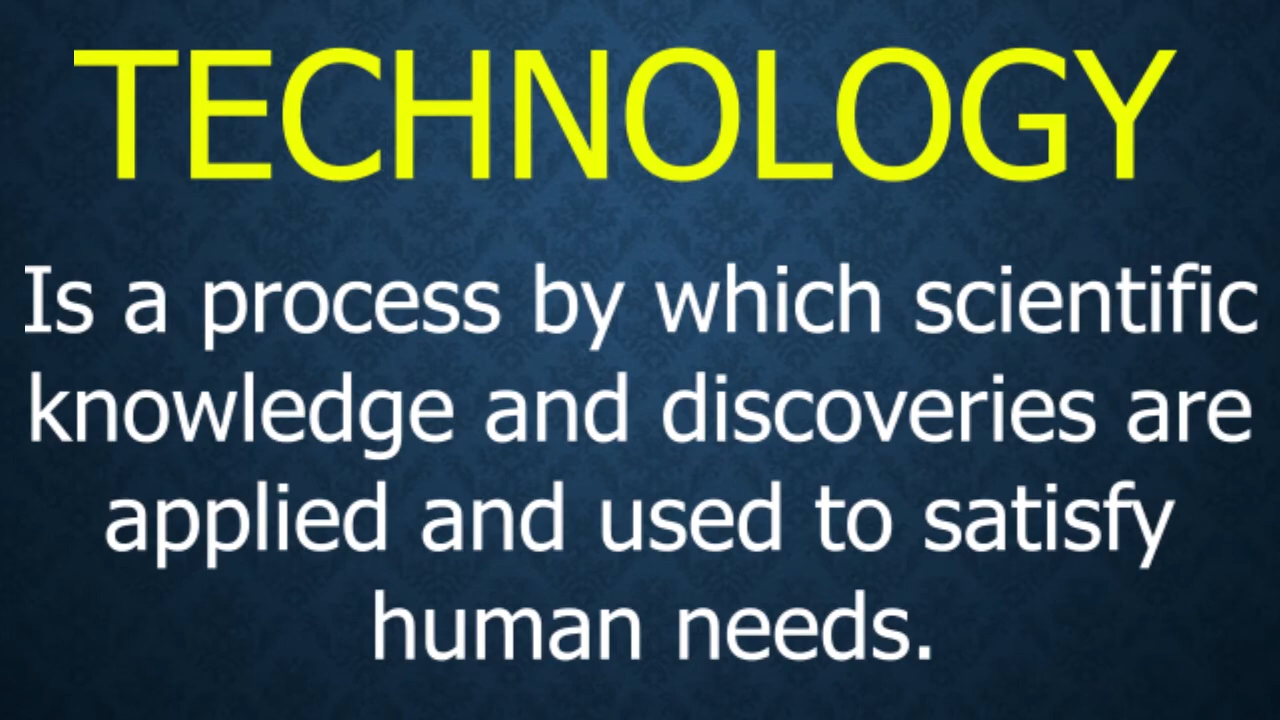 TECHNOLOGY
Is a process by which scientific
knowledge and discoveries are
applied and used to satisfy
human needs.